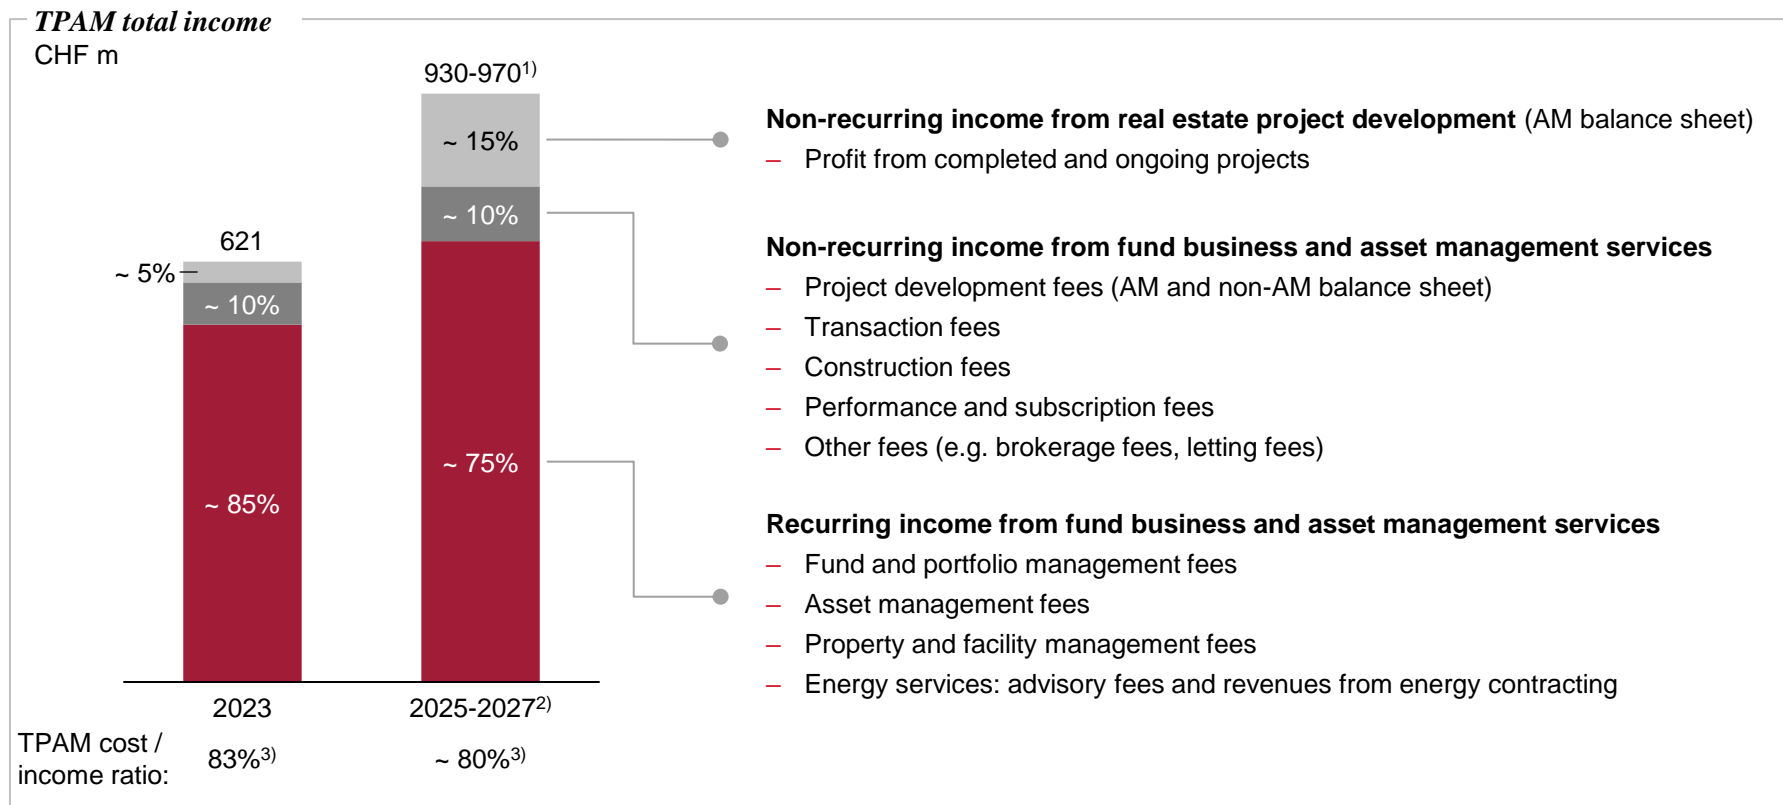 TPAM total income
CHF m
930-970¹⁾
~ 15%
~ 10%
~ 75%
621
~ 5%
~ 10%
~ 85%
2023
2025-2027²⁾
TPAM cost /
income ratio:
83%³⁾
~ 80%³⁾
Non-recurring income from real estate project development (AM balance sheet)
– Profit from completed and ongoing projects
Non-recurring income from fund business and asset management services
– Project development fees (AM and non-AM balance sheet)
– Transaction fees
– Construction fees
– Performance and subscription fees
– Other fees (e.g. brokerage fees, letting fees)
Recurring income from fund business and asset management services
– Fund and portfolio management fees
– Asset management fees
– Property and facility management fees
– Energy services: advisory fees and revenues from energy contracting